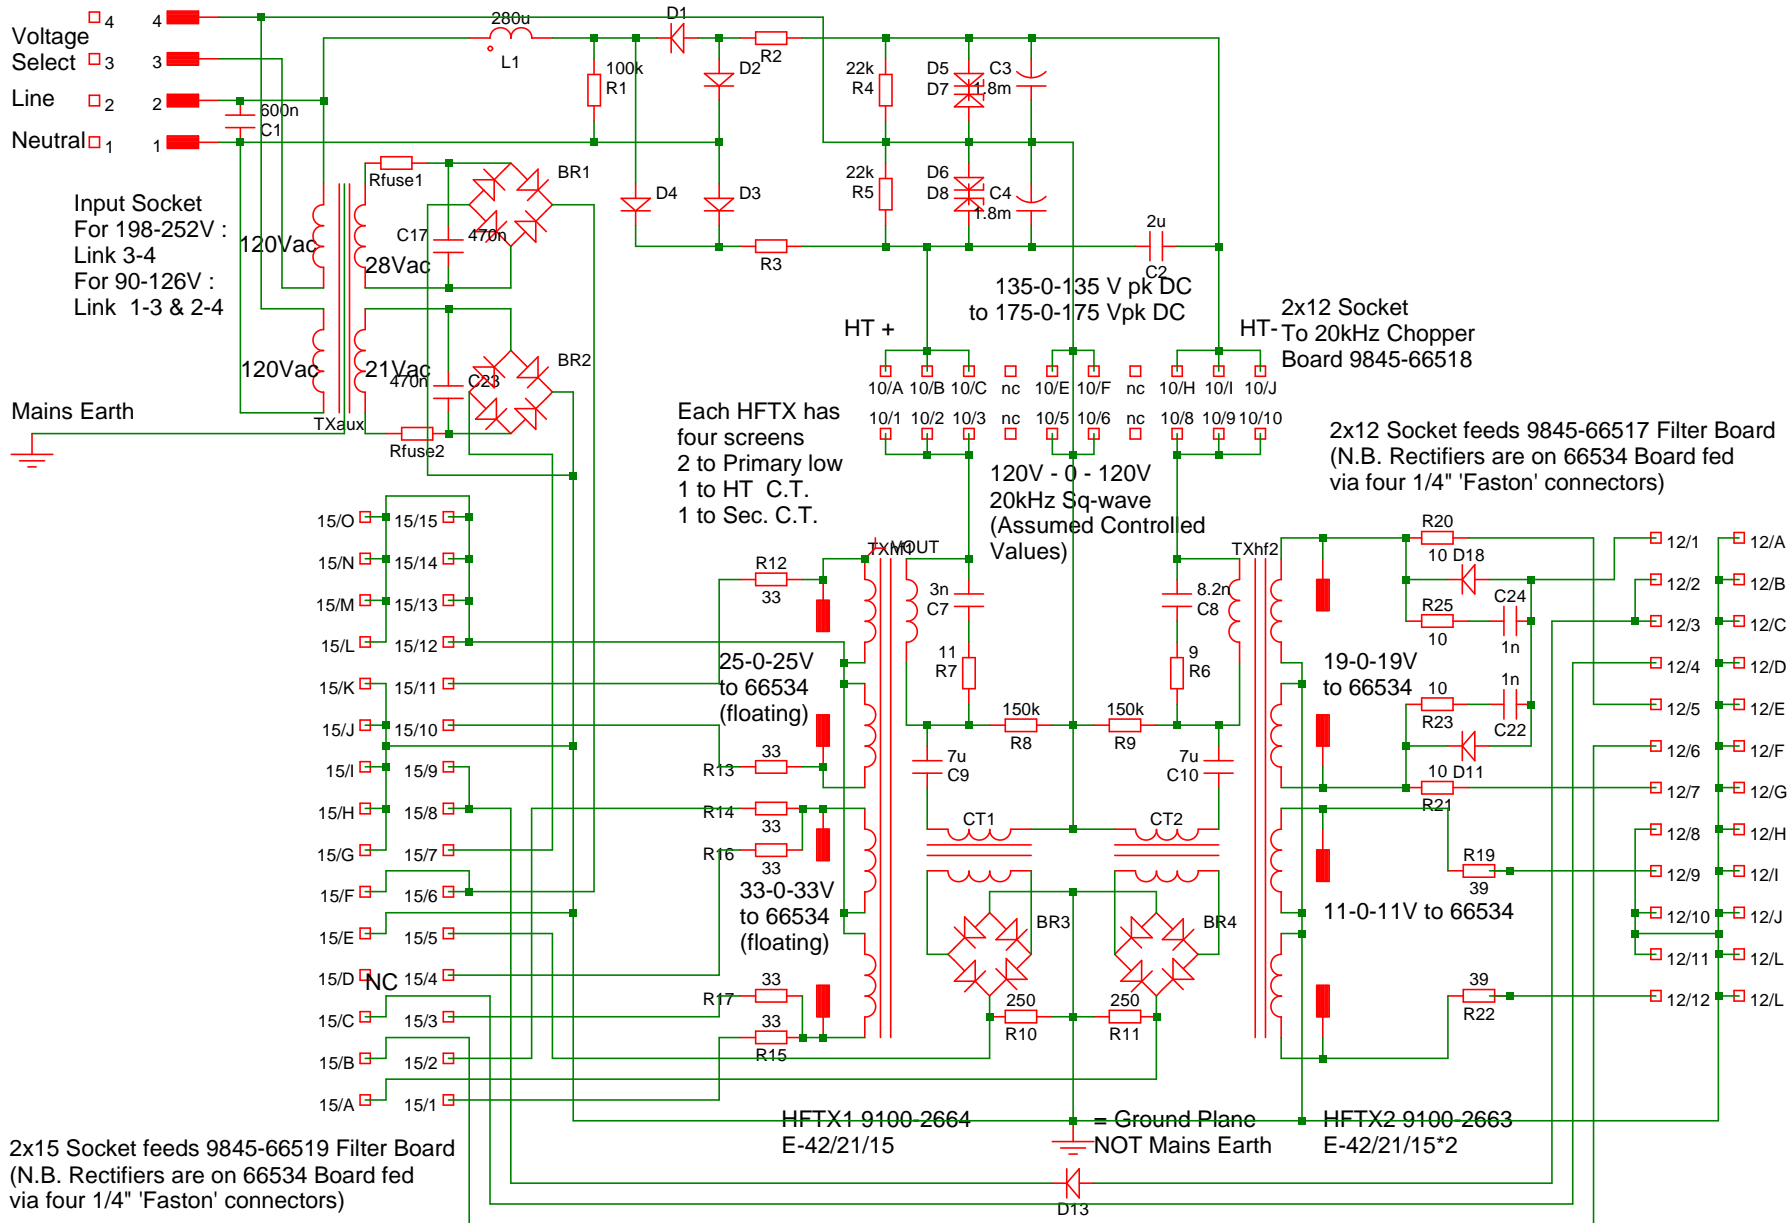 Voltage
Select
Line
Neutral
4
3
2
1
4
3
2
1
600n
C1
280u
L1
D1
R2
100k
R1
D2
22k
R4
D5
D7
C3
1.8m
D4
D3
22k
R5
D6
D8
C4
1.8m
R3
2u
C2
Input Socket
For 198-252V :
Link 3-4
For 90-126V :
Link 1-3 & 2-4
Rfuse1
BR1
C17
470n
120Vac
28Vac
120Vac
21Vac
470n
C23
BR2
TXaux
Rfuse2
Mains Earth
135-0-135 V pk DC
to 175-0-175 Vpk DC
HT +
HT-
2x12 Socket
To 20kHz Chopper
Board 9845-66518
10/A 10/B 10/C nc 10/E 10/F nc 10/H 10/I 10/J
10/1 10/2 10/3 nc 10/5 10/6 nc 10/8 10/9 10/10
Each HFTX has
four screens
2 to Primary low
1 to HT C.T.
1 to Sec. C.T.
120V - 0 - 120V
20kHz Sq-wave
(Assumed Controlled
Values)
2x12 Socket feeds 9845-66517 Filter Board
(N.B. Rectifiers are on 66534 Board fed
via four 1/4" 'Faston' connectors)
15/O 15/15
15/N 15/14
15/M 15/13
15/L 15/12
15/K 15/11
15/J 15/10
15/I 15/9
15/H 15/8
15/G 15/7
15/F 15/6
15/E 15/5
15/D NC 15/4
15/C 15/3
15/B 15/2
15/A 15/1
R12
33
TXhf1
VOUT
TXhf2
3n
C7
8.2n
C8
11
R7
9
R6
25-0-25V
to 66534
(floating)
R13
33
150k
R8
150k
R9
7u
C9
7u
C10
R14
33
R16
33
33-0-33V
to 66534
(floating)
CT1
CT2
BR3
BR4
R17
33
33
R15
250
R10
250
R11
R20
10
D18
R25
10
C24
1n
19-0-19V
to 66534
10
R23
1n
C22
10
D11
R21
R19
39
11-0-11V to 66534
39
R22
12/1 12/A
12/2 12/B
12/3 12/C
12/4 12/D
12/5 12/E
12/6 12/F
12/7 12/G
12/8 12/H
12/9 12/I
12/10 12/J
12/11 12/L
12/12 12/L
HFTX1 9100-2664
E-42/21/15
= Ground Plane
NOT Mains Earth
HFTX2 9100-2663
E-42/21/15*2
D13
2x15 Socket feeds 9845-66519 Filter Board
(N.B. Rectifiers are on 66534 Board fed
via four 1/4" 'Faston' connectors)